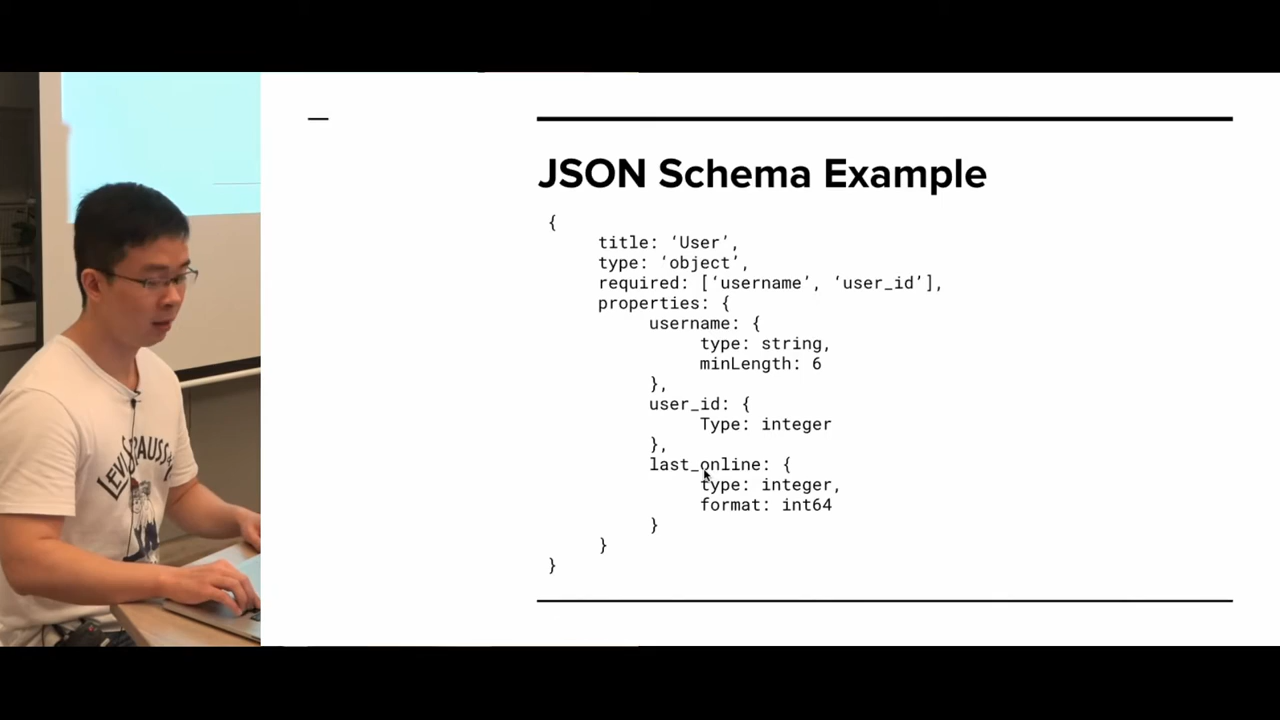 JSON Schema Example
{
title: ‘User’,
type: ‘object’,
required: [‘username’, ‘user_id’],
properties: {
username: {
type: string,
minLength: 6
},
user_id: {
Type: integer
},
last_online: {
type: integer,
format: int64
}
}
}